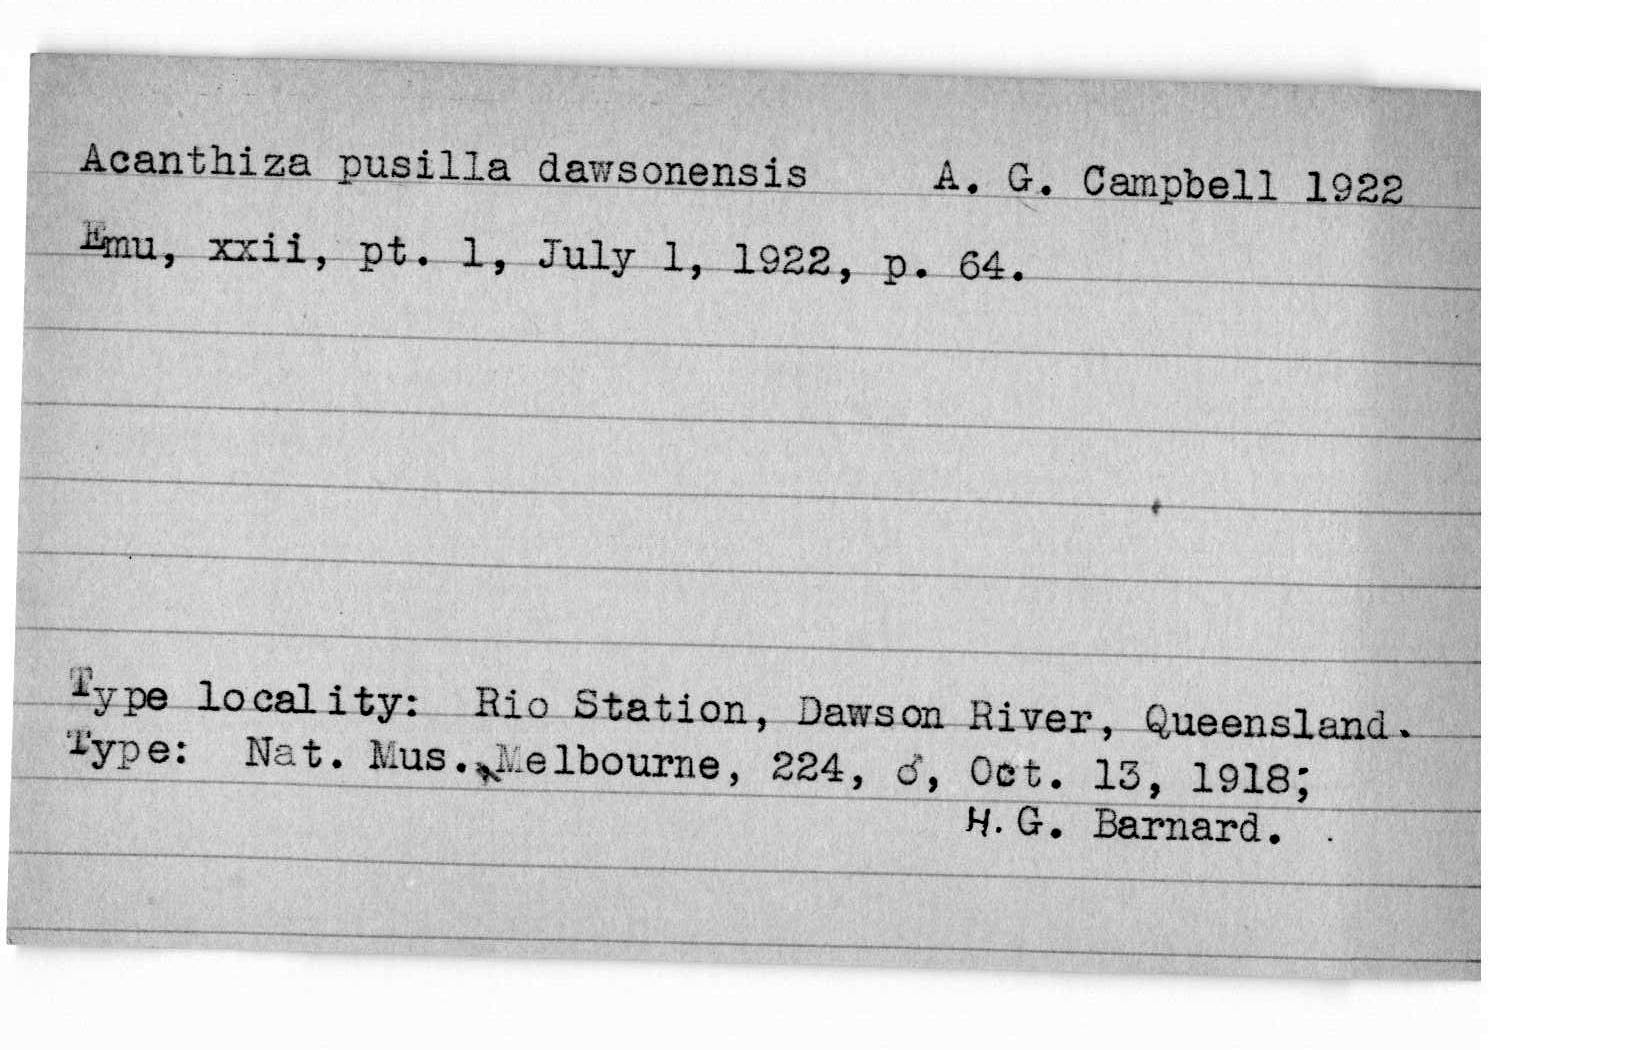 Acanthiza pusilla dawsonensis A. G. Campbell 1922
Emu, xxii, pt. 1, July 1, 1922, p. 64.
Type locality: Rio Station, Dawson River, Queensland.
Type: Nat. Mus., Melbourne, 224, ♂, Oct. 13, 1918;
H. G. Barnard.